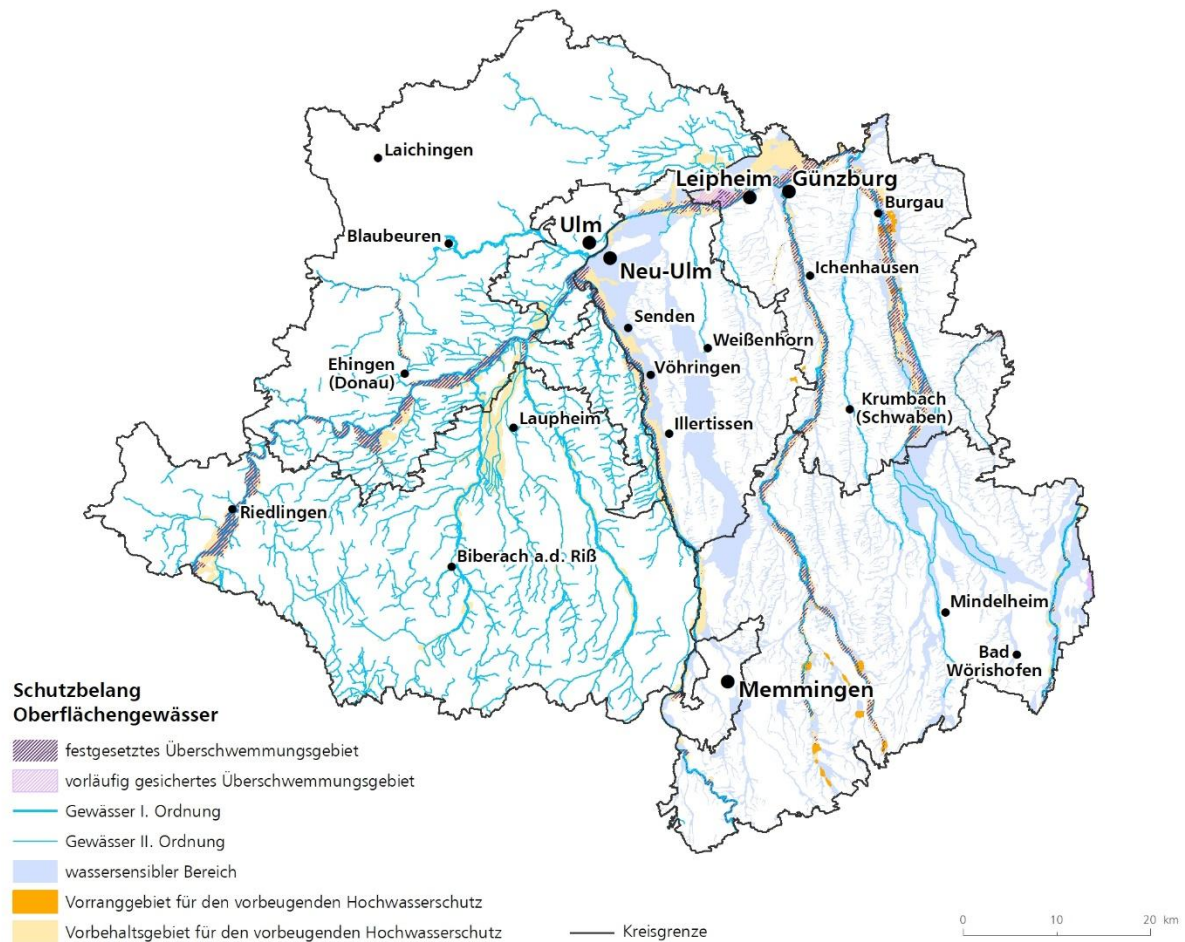 Laichingen
Leipheim
Günzburg
Burgau
Ulm
Blaubeuren
Neu-Ulm
Ichenhausen
Senden
Weißenhorn
Ehingen
(Donau)
Vöhringen
Krumbach
(Schwaben)
Laupheim
Illertissen
Riedlingen
Biberach a.d. Riß
Mindelheim
Bad
Wörishofen
Memmingen
Schutzbelang
Oberflächengewässer
festgesetztes Überschwemmungsgebiet
vorläufig gesichertes Überschwemmungsgebiet
Gewässer I. Ordnung
Gewässer II. Ordnung
wassersensibler Bereich
Vorranggebiet für den vorbeugenden Hochwasserschutz
Vorbehaltsgebiet für den vorbeugenden Hochwasserschutz
Kreisgrenze
0 10 20 km